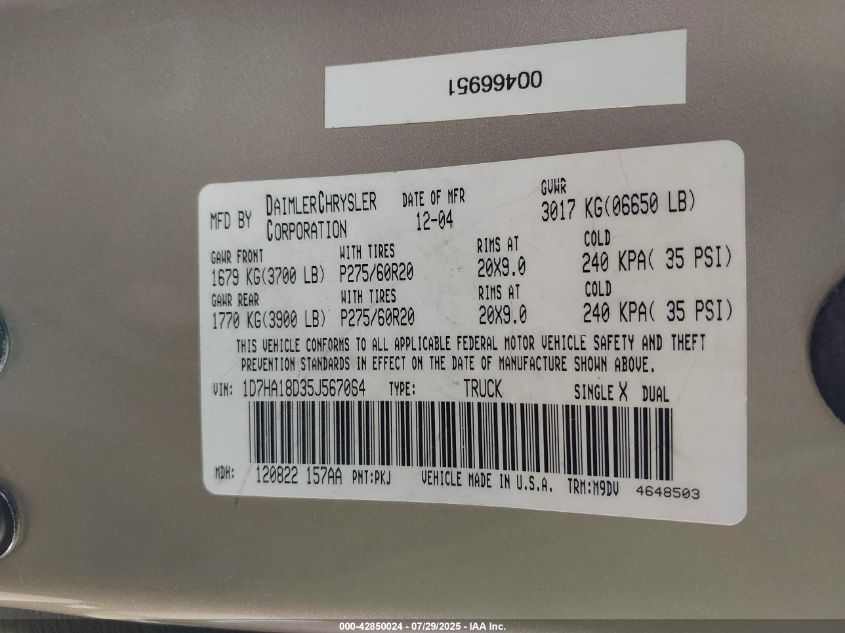 00466951
MFD BY DAIMLERCHRYSLER CORPORATION
DATE OF MFR 12-04
GVWR 3017 KG(06650 LB)
GAWR FRONT WITH TIRES RIMS AT COLD
1679 KG(3700 LB) P275/60R20 20X9.0 240 KPA( 35 PSI)
GAWR REAR WITH TIRES RIMS AT COLD
1770 KG(3900 LB) P275/60R20 20X9.0 240 KPA( 35 PSI)
THIS VEHICLE CONFORMS TO ALL APPLICABLE FEDERAL MOTOR VEHICLE SAFETY AND THEFT
PREVENTION STANDARDS IN EFFECT ON THE DATE OF MANUFACTURE SHOWN ABOVE.
VIN: 1D7HA18D35J567064 TYPE: TRUCK SINGLE X DUAL
MDH: 120822 157AA PNT:PKJ VEHICLE MADE IN U.S.A. TRM:M9DV 4648503
000-42850024 - 07/29/2025 - IAA Inc.